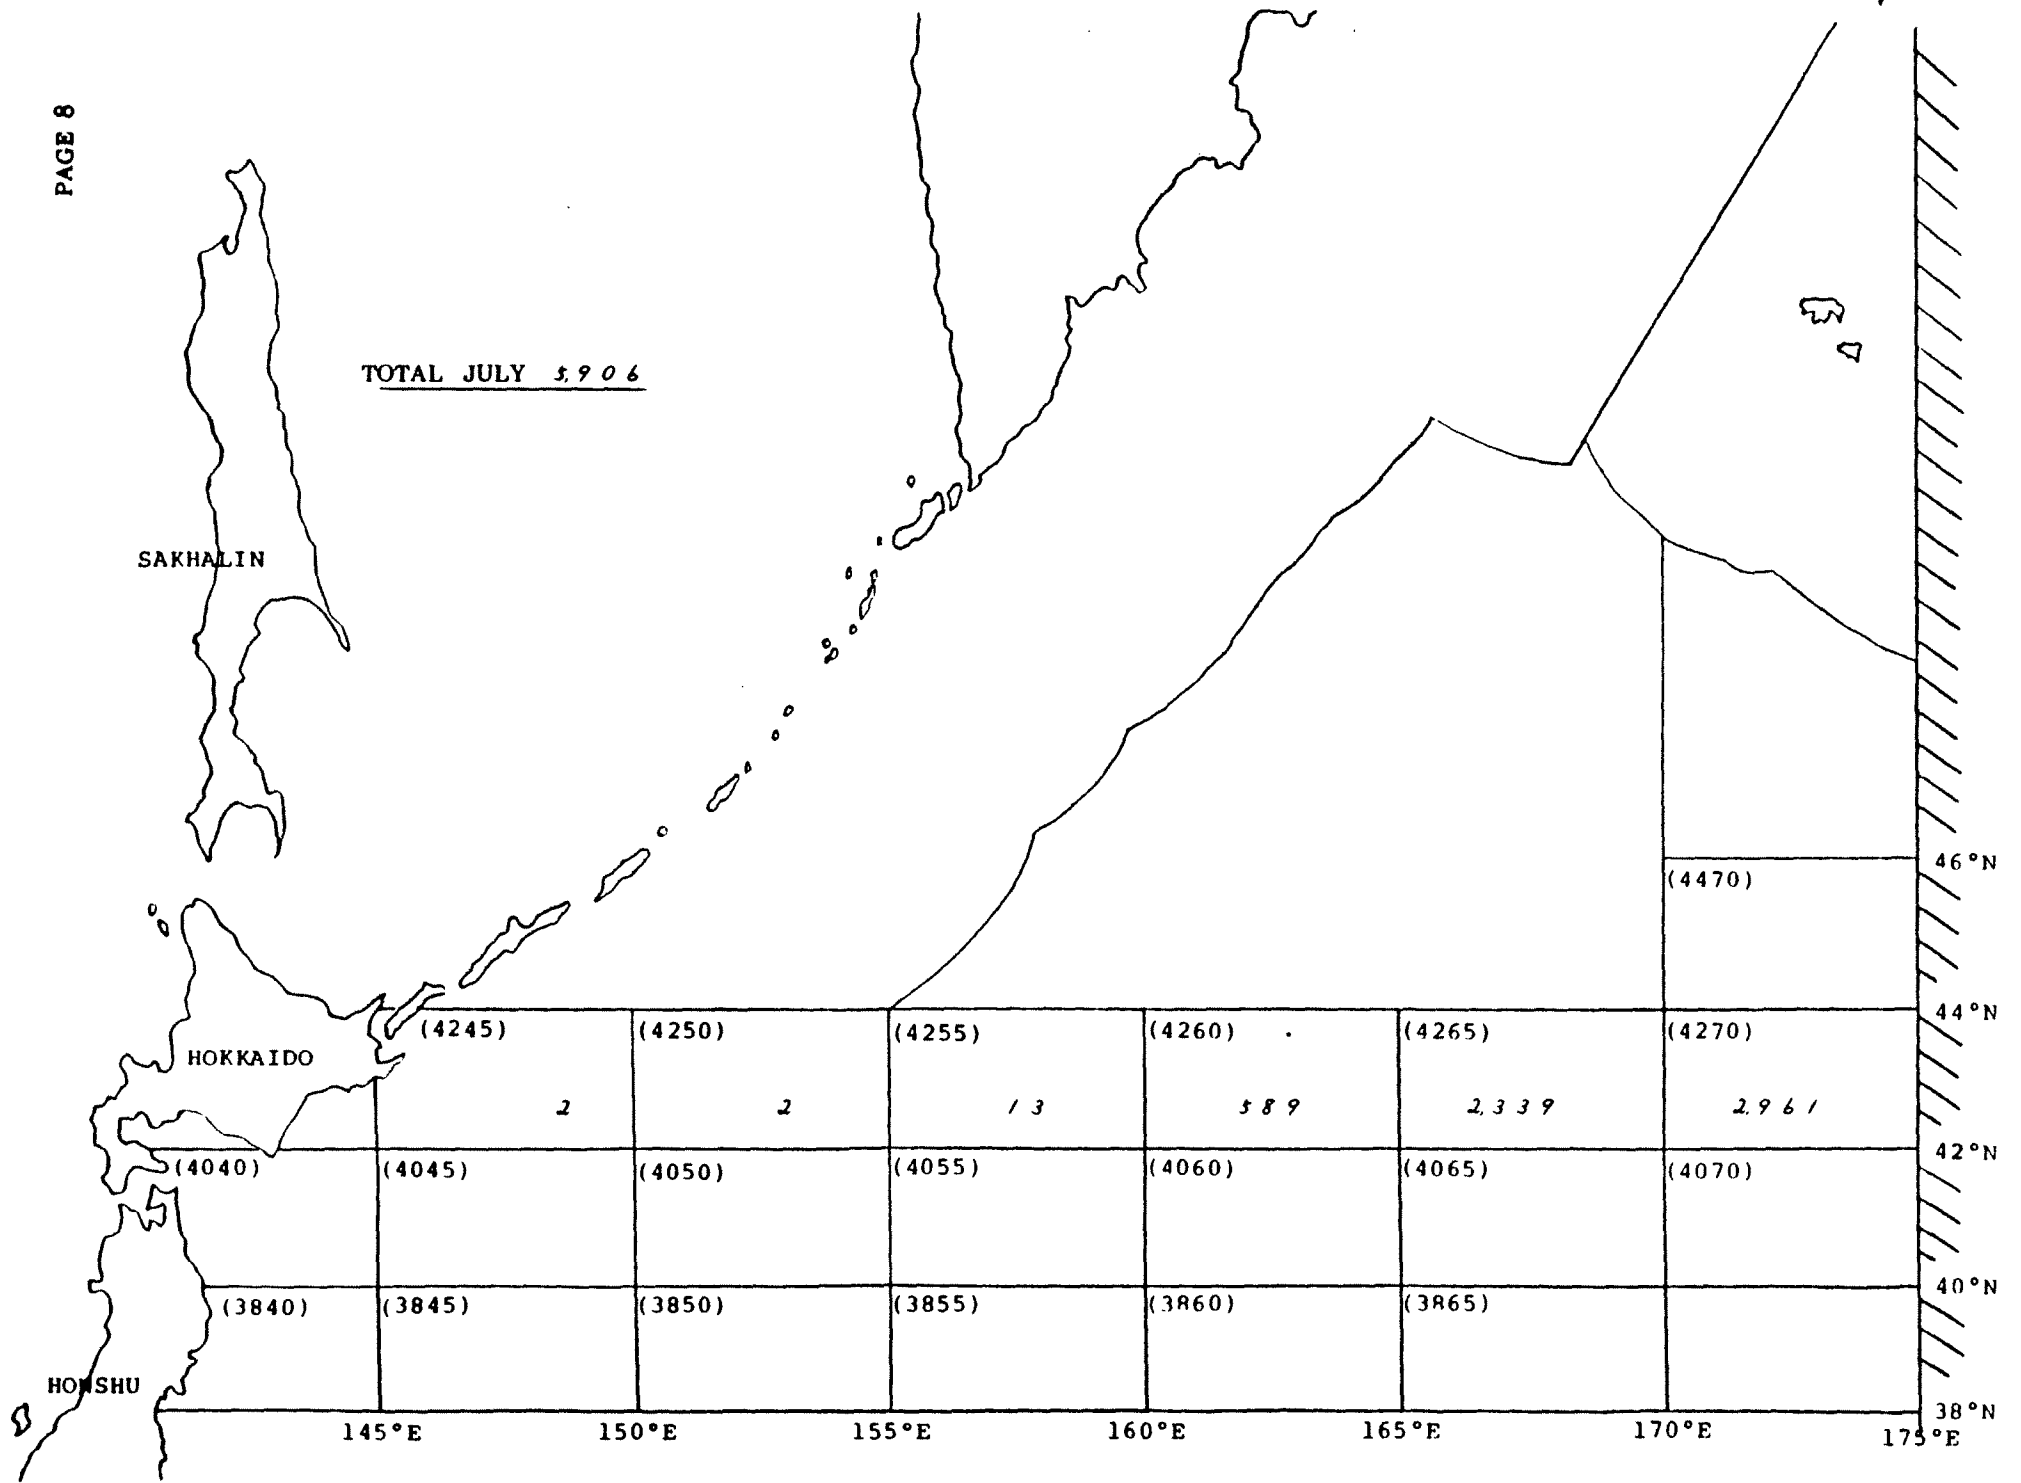 PAGE 8
TOTAL JULY 5,906
SAKHALIN
46°N
(4470)
44°N
(4245) (4250) (4255) (4260) (4265) (4270)
HOKKAIDO
2 2 13 589 2,339 2,961
42°N
(4040) (4045) (4050) (4055) (4060) (4065) (4070)
40°N
(3840) (3845) (3850) (3855) (3860) (3865)
HONSHU
38°N
145°E 150°E 155°E 160°E 165°E 170°E 175°E